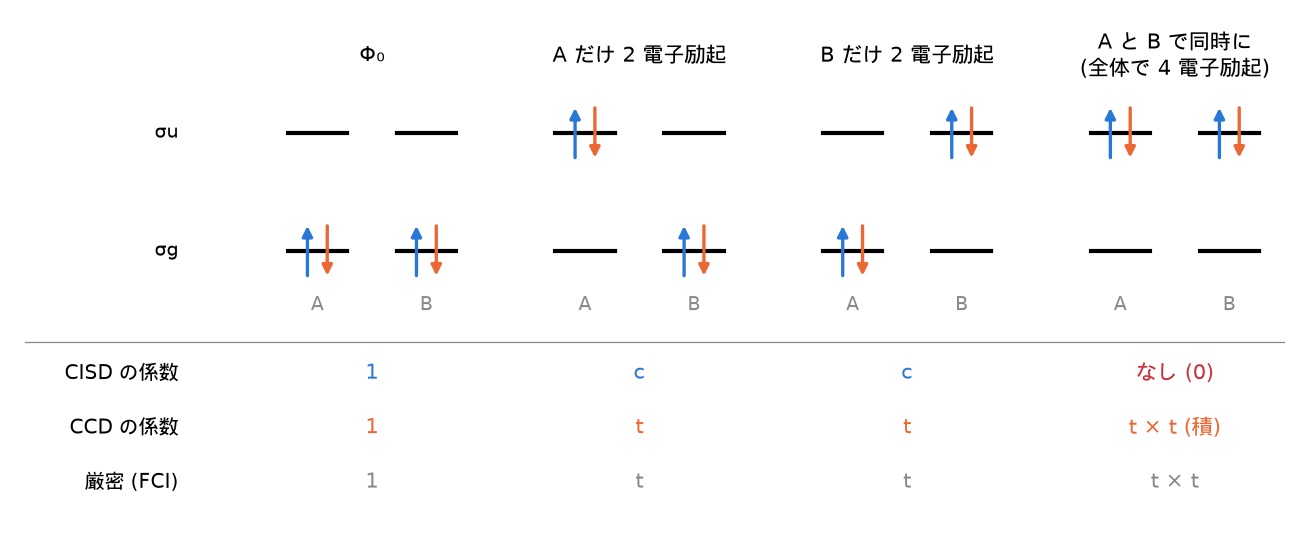 Φ₀
A だけ 2 電子励起
B だけ 2 電子励起
A と B で同時に
(全体で 4 電子励起)
σu
σg
A B A B A B A B
CISD の係数 1 c c なし (0)
CCD の係数 1 t t t × t (積)
厳密 (FCI) 1 t t t × t